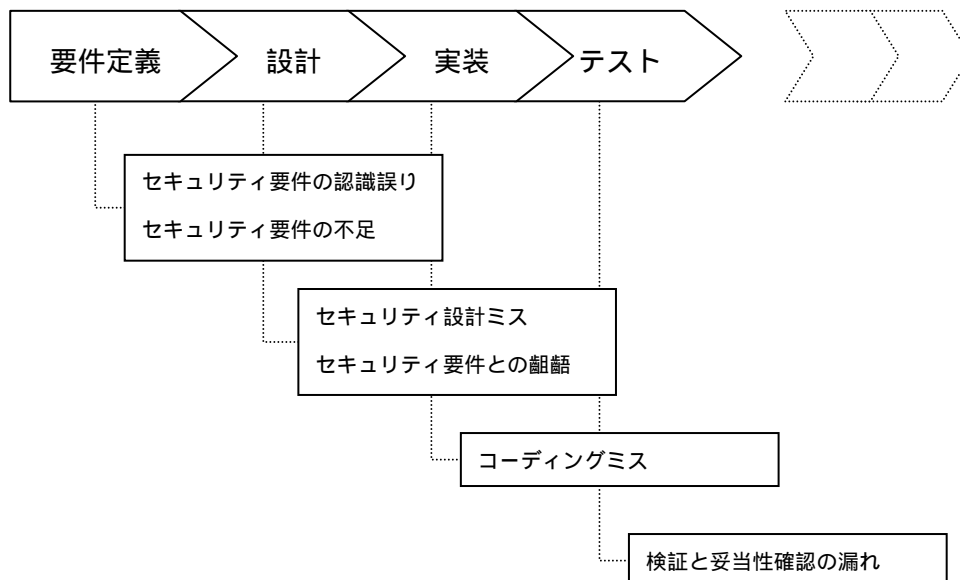 要件定義
設計
実装
テスト
セキュリティ要件の認識誤り
セキュリティ要件の不足
セキュリティ設計ミス
セキュリティ要件との齟齬
コーディングミス
検証と妥当性確認の漏れ